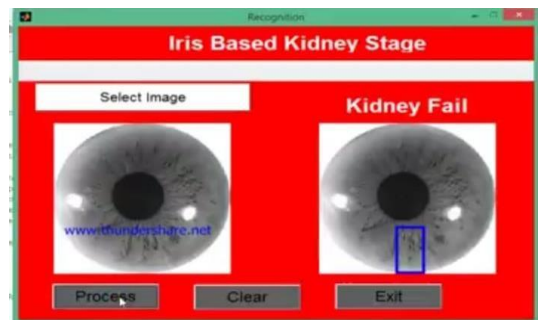 Recognition
Iris Based Kidney Stage
Select Image
Kidney Fail
www.thundershare.net
Process
Clear
Exit